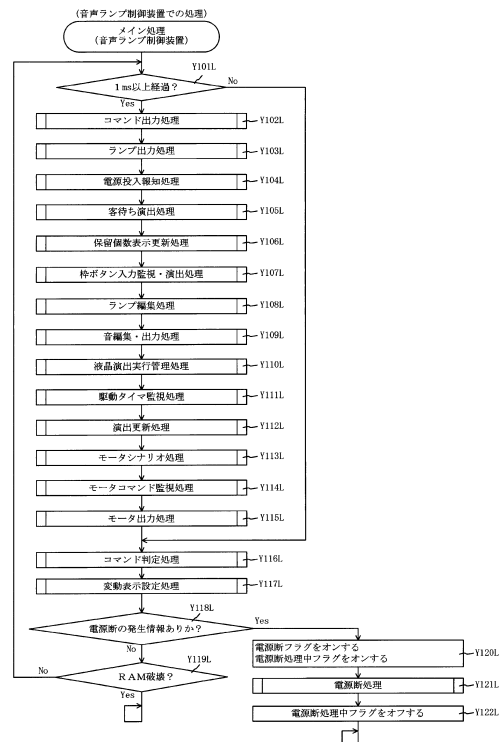 (音声ランプ制御装置での処理)
メイン処理
(音声ランプ制御装置)
Y101L
1ms以上経過?
No
Yes
コマンド出力処理 Y102L
ランプ出力処理 Y103L
電源投入報知処理 Y104L
客待ち演出処理 Y105L
保留個数表示更新処理 Y106L
枠ボタン入力監視・演出処理 Y107L
ランプ編集処理 Y108L
音編集・出力処理 Y109L
液晶演出実行管理処理 Y110L
駆動タイマ監視処理 Y111L
演出更新処理 Y112L
モータシナリオ処理 Y113L
モータコマンド監視処理 Y114L
モータ出力処理 Y115L
コマンド判定処理 Y116L
変動表示設定処理 Y117L
Y118L
電源断の発生情報ありか?
Yes
No
Y119L
RAM破壊?
No
Yes
電源断フラグをオンする
電源断処理中フラグをオンする
Y120L
電源断処理 Y121L
電源断処理中フラグをオフする Y122L